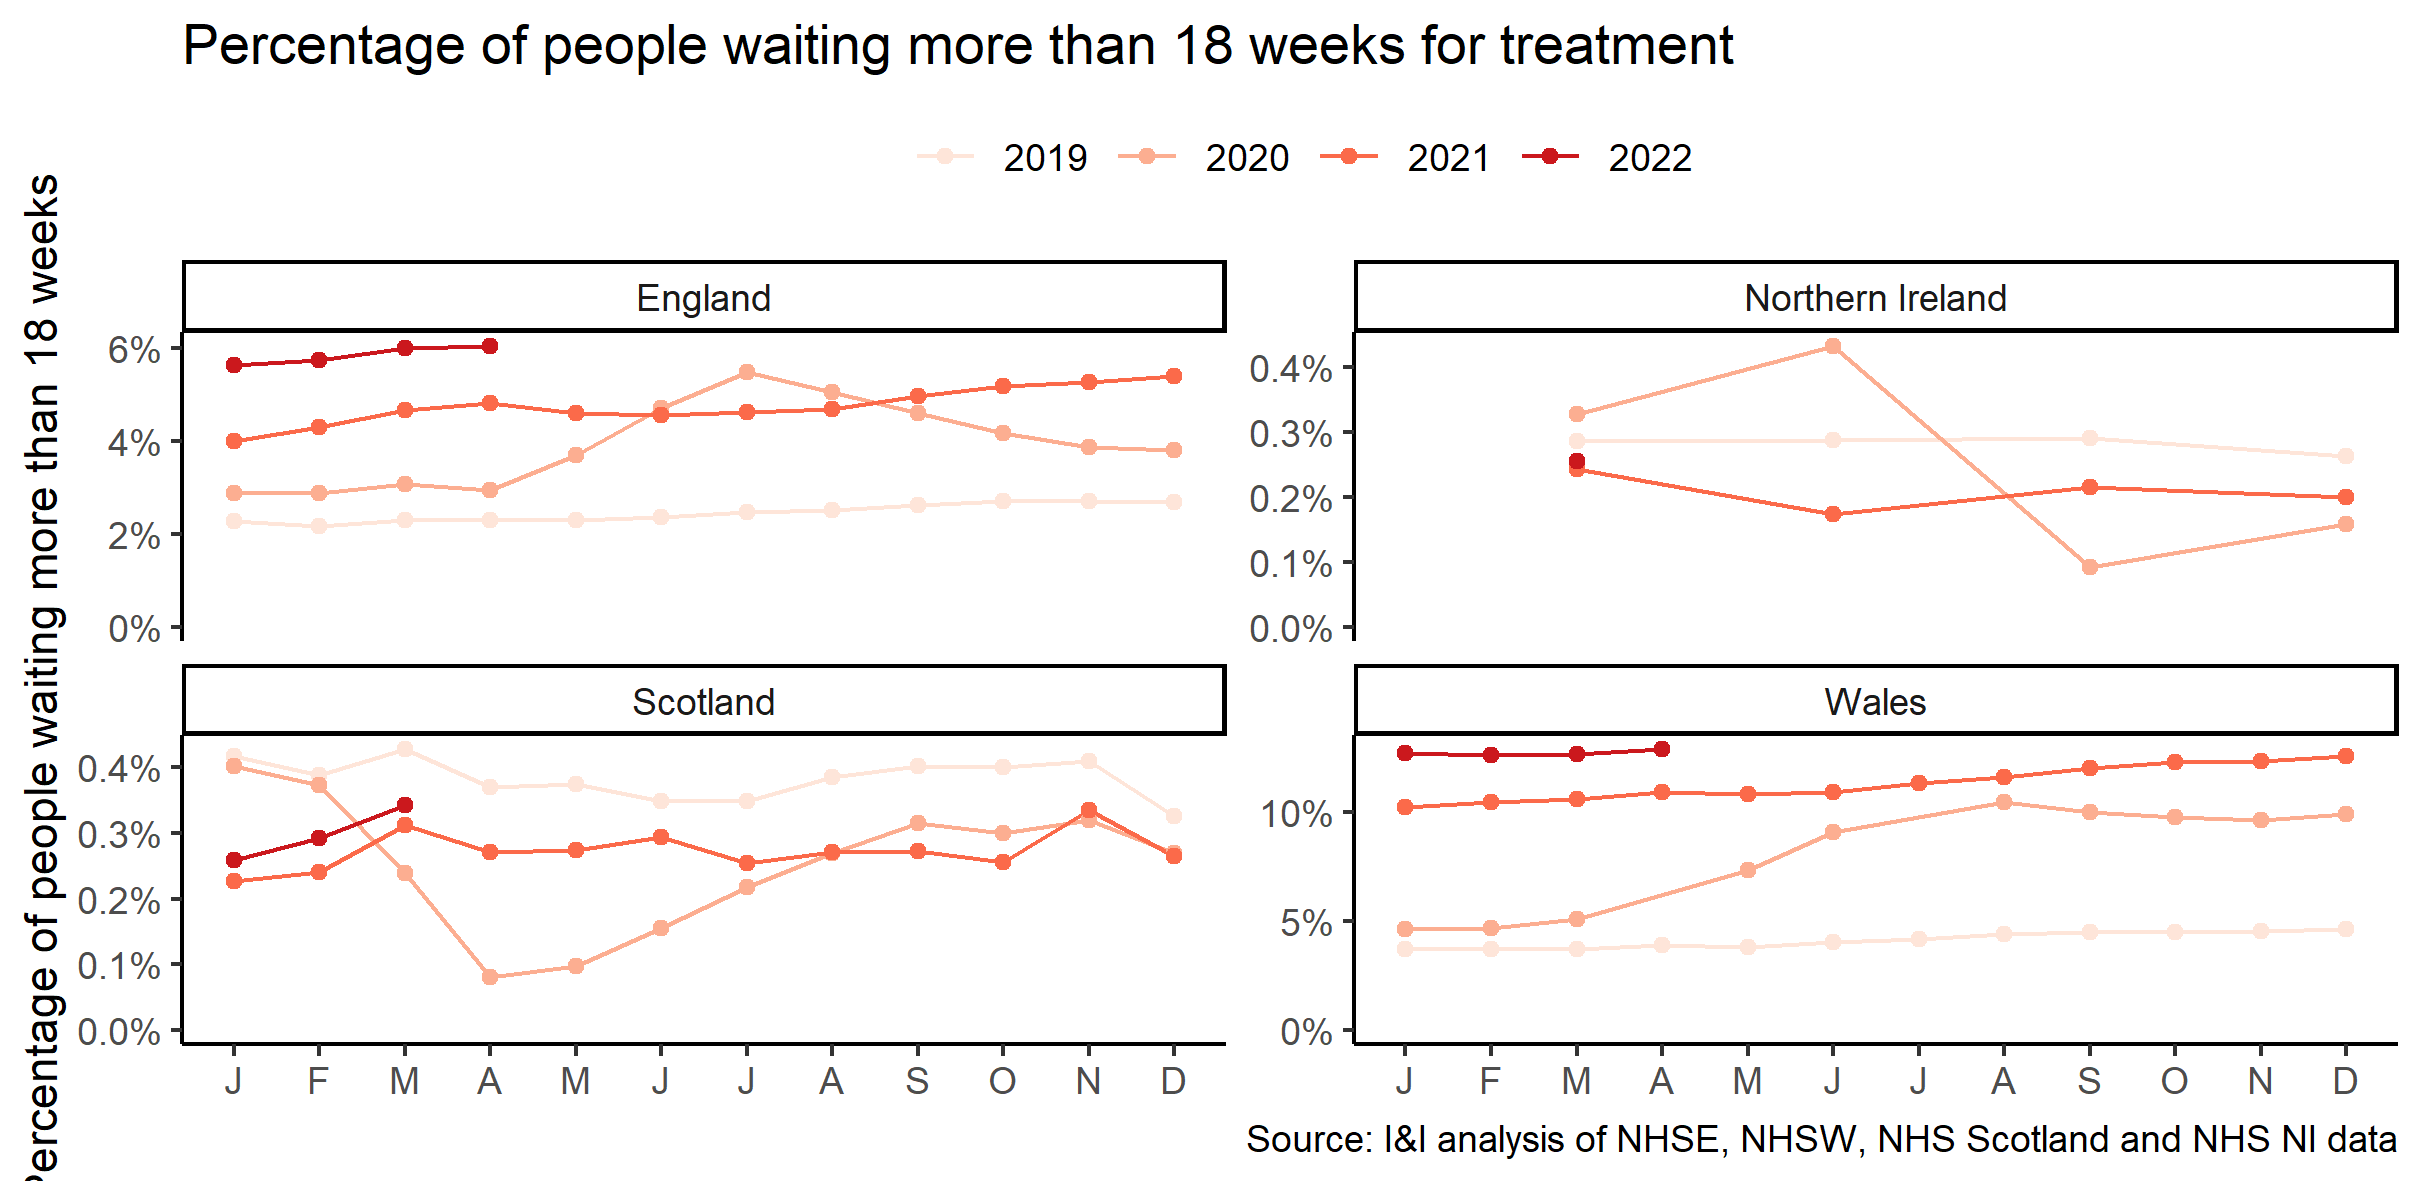 Percentage of people waiting more than 18 weeks for treatment
2019 2020 2021 2022
Percentage of people waiting more than 18 weeks
England
6%
4%
2%
0%
Northern Ireland
0.4%
0.3%
0.2%
0.1%
0.0%
Scotland
0.4%
0.3%
0.2%
0.1%
0.0%
J F M A M J J A S O N D
Wales
10%
5%
0%
J F M A M J J A S O N D
Source: I&I analysis of NHSE, NHSW, NHS Scotland and NHS NI data